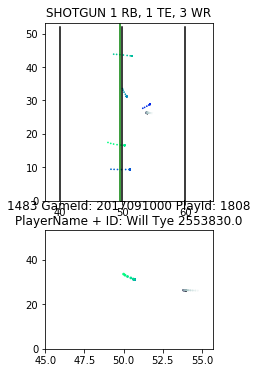 SHOTGUN 1 RB, 1 TE, 3 WR
50
40
30
20
10
0
40 50 60
1483 GameId: 2017091000 PlayId: 1808
PlayerName + ID: Will Tye 2553830.0
40
20
0
45.0 47.5 50.0 52.5 55.0